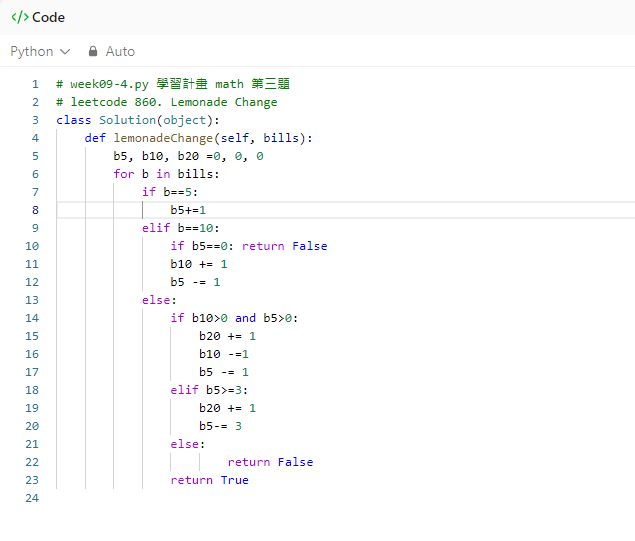 </> Code
Python Auto
1 # week09-4.py 學習計畫 math 第三題
2 # leetcode 860. Lemonade Change
3 class Solution(object):
4     def lemonadeChange(self, bills):
5         b5, b10, b20 =0, 0, 0
6         for b in bills:
7             if b==5:
8                 b5+=1
9             elif b==10:
10                 if b5==0: return False
11                 b10 += 1
12                 b5 -= 1
13             else:
14                 if b10>0 and b5>0:
15                     b20 += 1
16                     b10 -=1
17                     b5 -= 1
18                 elif b5>=3:
19                     b20 += 1
20                     b5-= 3
21                 else:
22                         return False
23                 return True
24